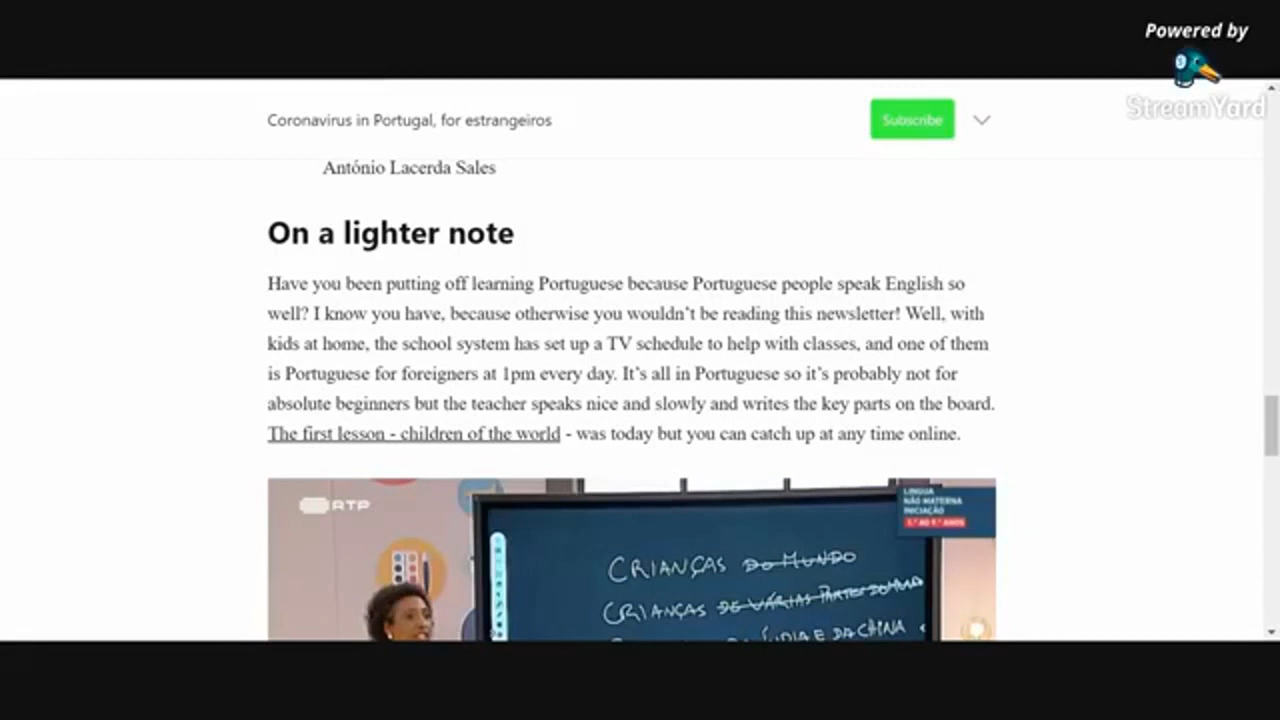 Powered by
StreamYard
Coronavirus in Portugal, for estrangeiros
Subscribe
António Lacerda Sales
On a lighter note
Have you been putting off learning Portuguese because Portuguese people speak English so
well? I know you have, because otherwise you wouldn't be reading this newsletter! Well, with
kids at home, the school system has set up a TV schedule to help with classes, and one of them
is Portuguese for foreigners at 1pm every day. It's all in Portuguese so it's probably not for
absolute beginners but the teacher speaks nice and slowly and writes the key parts on the board.
The first lesson - children of the world - was today but you can catch up at any time online.
RTP
LINGUA
NÃO MATERNA
INICIAÇÃO
1.º AO 9.º ANOS
CRIANÇAS DO MUNDO
CRIANÇAS DE VÁRIAS PARTES DO MUNDO
ÍNDIA E DA CHINA